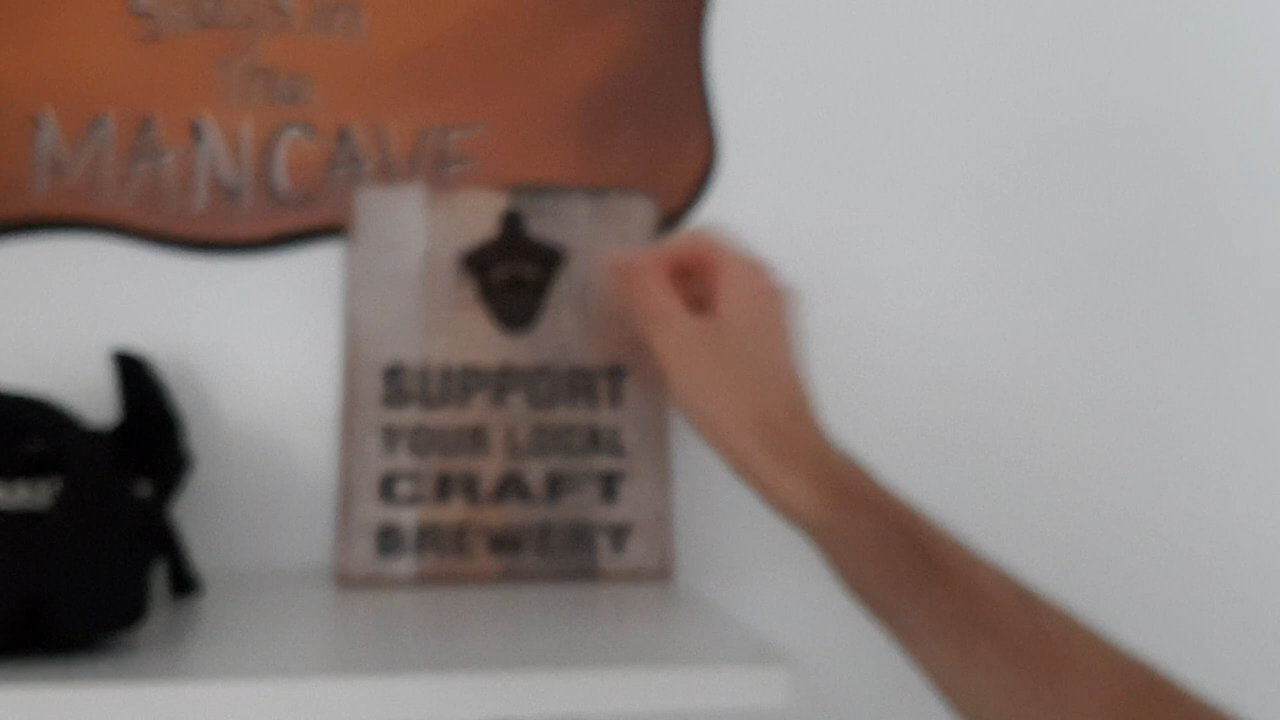 The
MANCAVE
SUPPORT
YOUR LOCAL
CRAFT
BREWERY